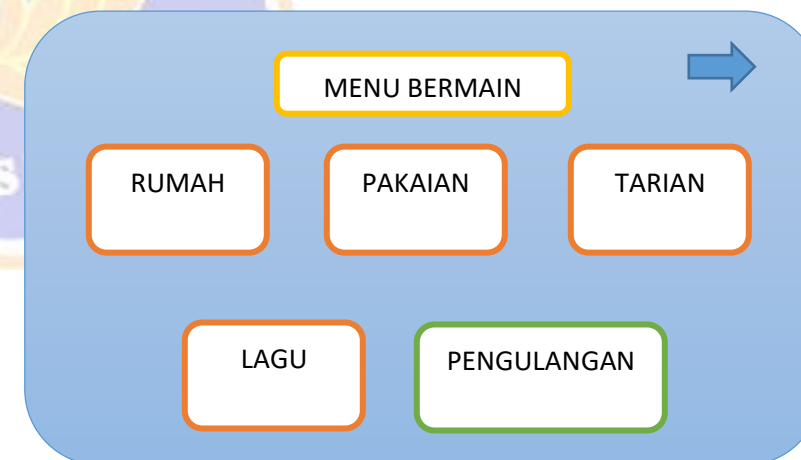 MENU BERMAIN
RUMAH
PAKAIAN
TARIAN
LAGU
PENGULANGAN